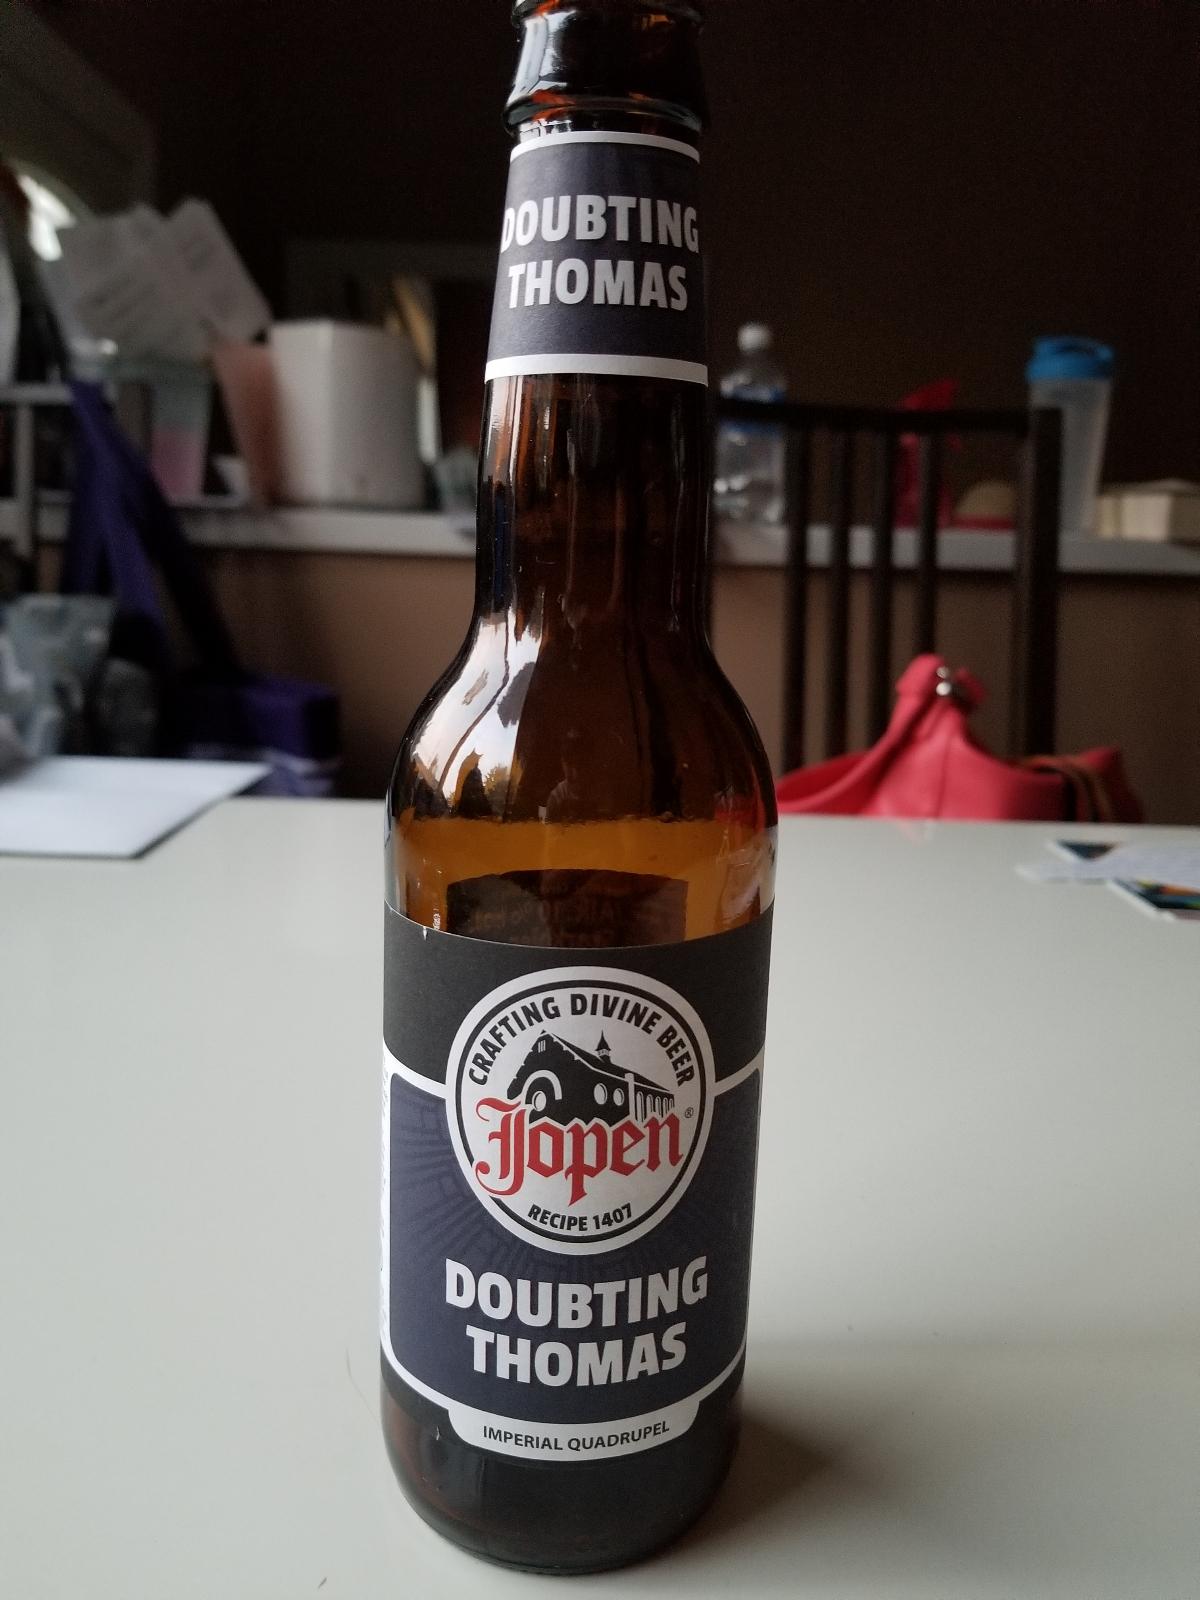 DOUBTING
THOMAS
CRAFTING DIVINE BEER
Jopen®
RECIPE 1407
DOUBTING
THOMAS
IMPERIAL QUADRUPEL